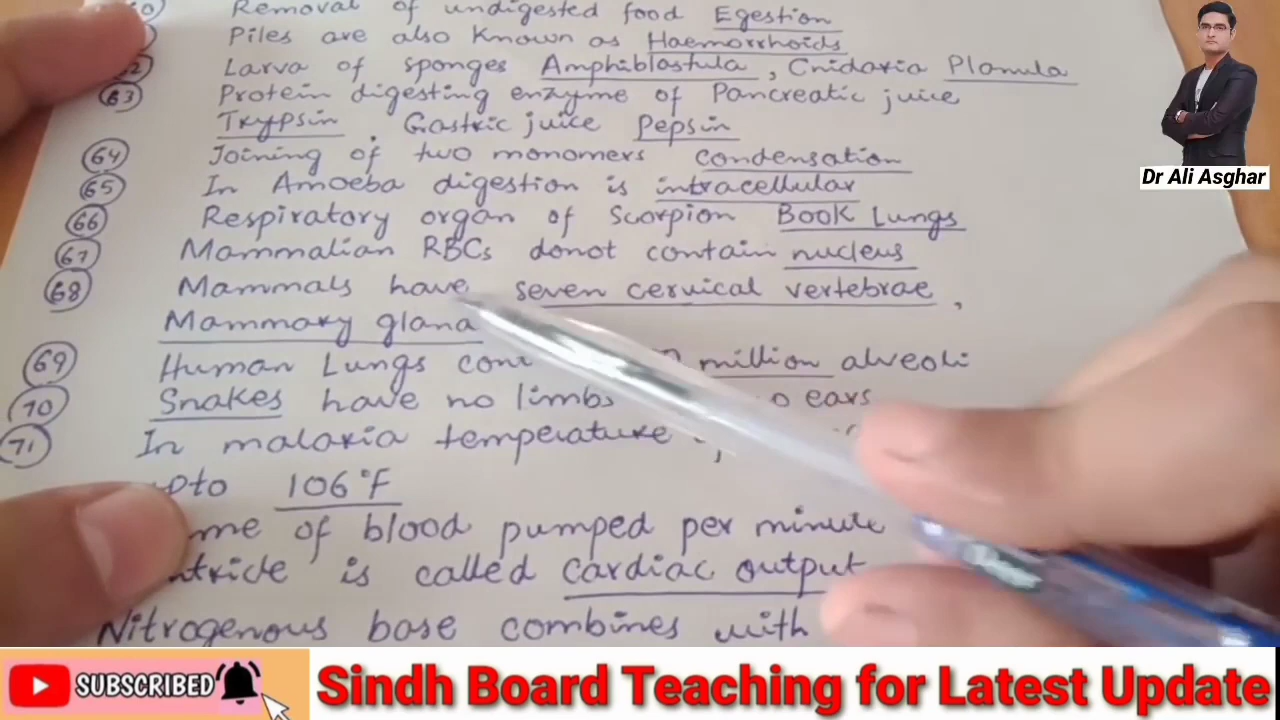 Removal of undigested food Egestion
Piles are also known as Haemorrhoids
Larva of sponges Amphiblastula, Cnidaria Planula
63 Protein digesting enzyme of Pancreatic juice
Trypsin. Gastric juice Pepsin
64 Joining of two monomers condensation
65 In Amoeba digestion is intracellular
66 Respiratory organ of Scorpion Book Lungs
67 Mammalian RBCs donot contain nucleus
68 Mammals have seven cervical vertebrae,
Mammary gland
69 Human Lungs million alveoli
70 Snakes have no limbs ears
71 In malaria temperature
106°F
of blood pumped per minute
is called cardiac output
Nitrogenous base combines with
Dr Ali Asghar
SUBSCRIBED
Sindh Board Teaching for Latest Update